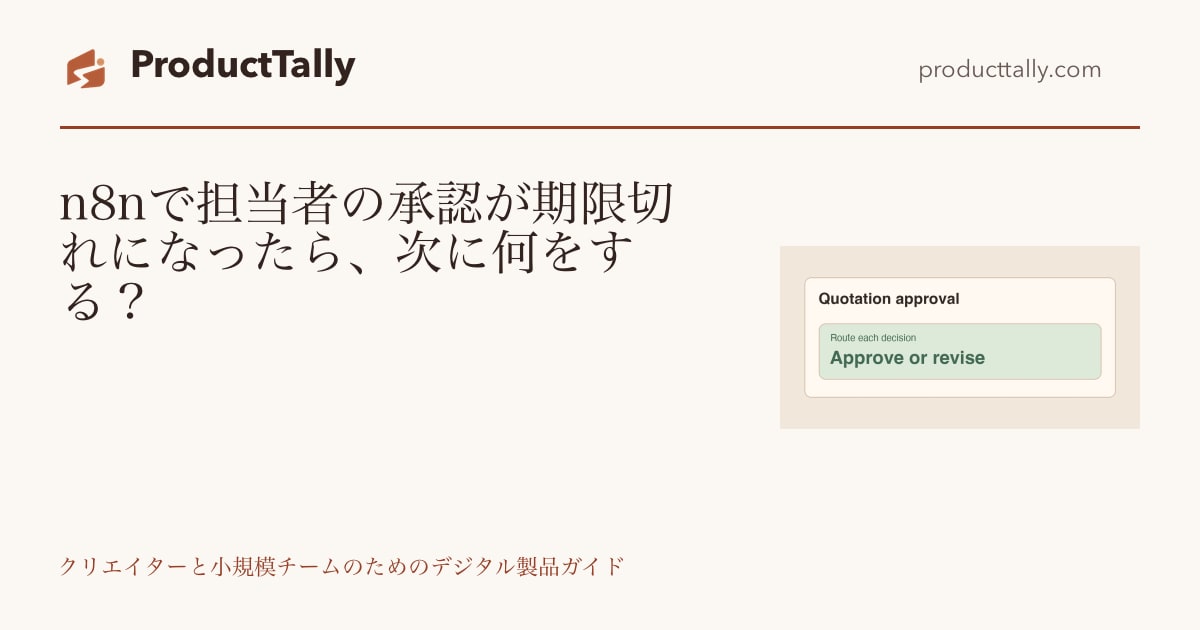 ProductTally
producttally.com
n8nで担当者の承認が期限切
れになったら、次に何をす
る？
Quotation approval
Route each decision
Approve or revise
クリエイターと小規模チームのためのデジタル製品ガイド